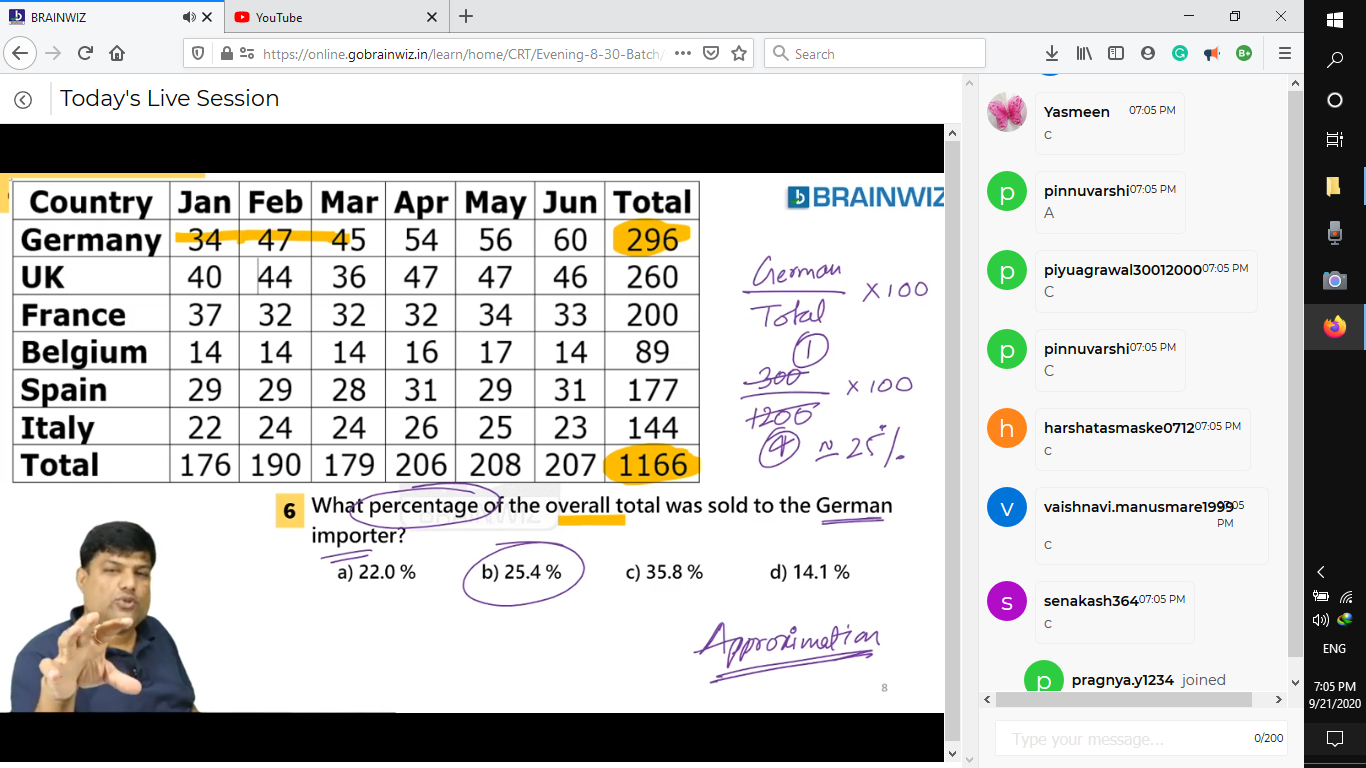 BRAINWIZ
YouTube
https://online.gobrainwiz.in/learn/home/CRT/Evening-8-30-Batch/
Search
Today's Live Session
BRAINWIZ
Country Jan Feb Mar Apr May Jun Total
Germany 34 47 45 54 56 60 296
UK 40 44 36 47 47 46 260
France 37 32 32 32 34 33 200
Belgium 14 14 14 16 17 14 89
Spain 29 29 28 31 29 31 177
Italy 22 24 24 26 25 23 144
Total 176 190 179 206 208 207 1166
German
Total
X 100
1
300
1200
X 100
4
≃ 25%
6 What percentage of the overall total was sold to the German
importer?
a) 22.0 % b) 25.4 % c) 35.8 % d) 14.1 %
Approximation
8
Yasmeen 07:05 PM
C
p
pinnuvarshi 07:05 PM
A
p
piyuagrawal30012000 07:05 PM
C
p
pinnuvarshi 07:05 PM
C
h
harshatasmaske0712 07:05 PM
C
v
vaishnavi.manusmare1999 07:05
PM
C
s
senakash364 07:05 PM
C
p
pragnya.y1234 joined
Type your message...
0/200
ENG
7:05 PM
9/21/2020